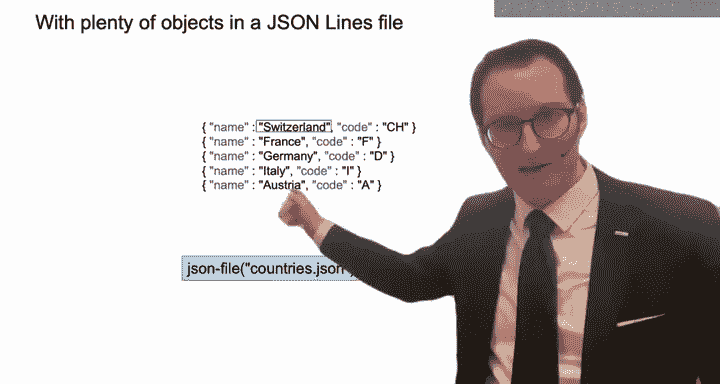 With plenty of objects in a JSON Lines file
{ "name" : "Switzerland", "code" : "CH" }
{ "name" : "France", "code" : "F" }
{ "name" : "Germany", "code" : "D" }
{ "name" : "Italy", "code" : "I" }
{ "name" : "Austria", "code" : "A" }
json-file("countries.json")